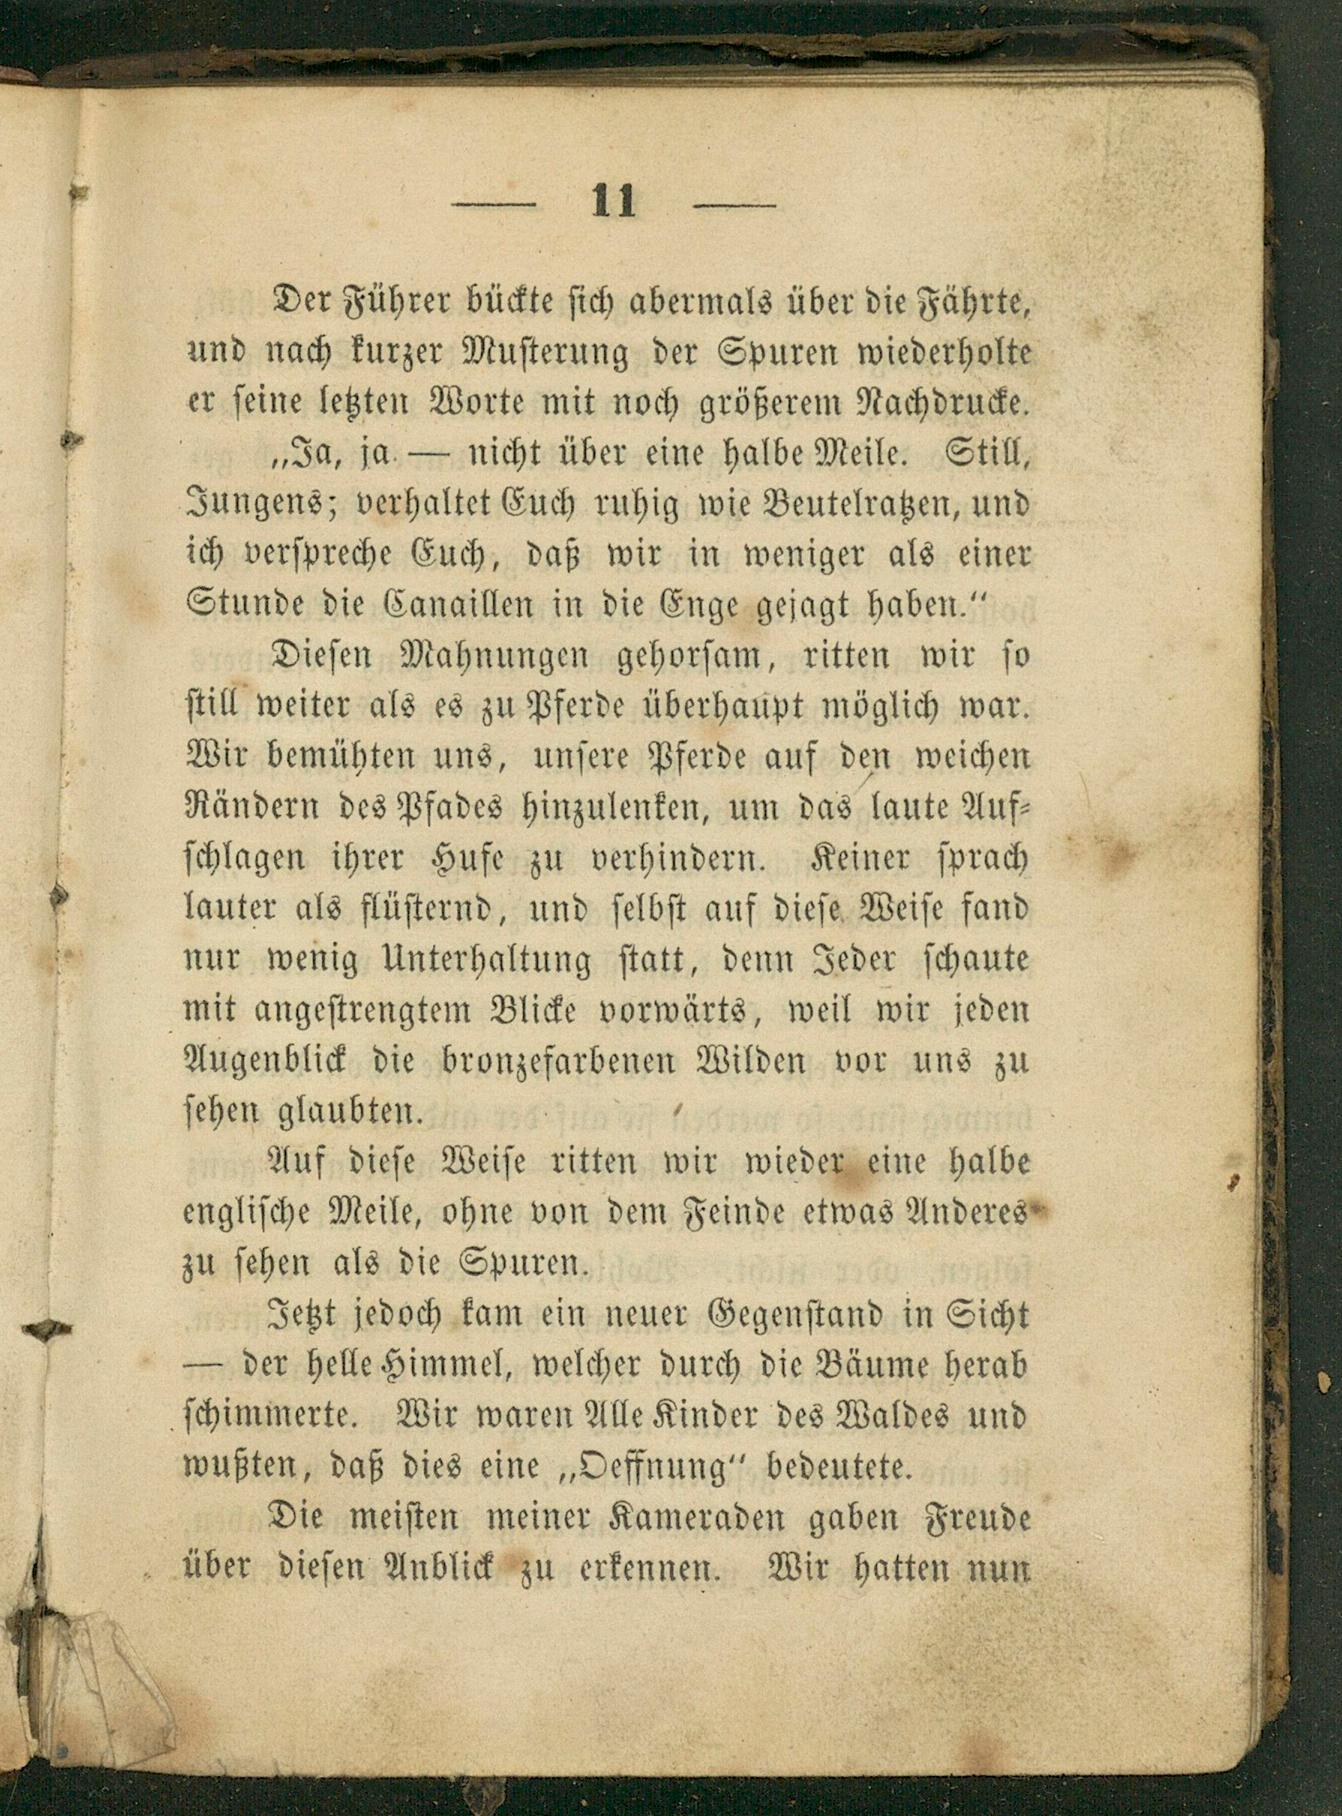 — 11 —
Der Führer bückte sich abermals über die Fährte,
und nach kurzer Musterung der Spuren wiederholte
er seine letzten Worte mit noch größerem Nachdrucke.
„Ja, ja — nicht über eine halbe Meile. Still,
Jungens; verhaltet Euch ruhig wie Beutelratzen, und
ich verspreche Euch, daß wir in weniger als einer
Stunde die Canaillen in die Enge gejagt haben.“
Diesen Mahnungen gehorsam, ritten wir so
still weiter als es zu Pferde überhaupt möglich war.
Wir bemühten uns, unsere Pferde auf den weichen
Rändern des Pfades hinzulenken, um das laute Auf-
schlagen ihrer Hufe zu verhindern. Keiner sprach
lauter als flüsternd, und selbst auf diese Weise fand
nur wenig Unterhaltung statt, denn Jeder schaute
mit angestrengtem Blicke vorwärts, weil wir jeden
Augenblick die bronzefarbenen Wilden vor uns zu
sehen glaubten.
Auf diese Weise ritten wir wieder eine halbe
englische Meile, ohne von dem Feinde etwas Anderes
zu sehen als die Spuren.
Jetzt jedoch kam ein neuer Gegenstand in Sicht
— der helle Himmel, welcher durch die Bäume herab
schimmerte. Wir waren Alle Kinder des Waldes und
wußten, daß dies eine „Oeffnung“ bedeutete.
Die meisten meiner Kameraden gaben Freude
über diesen Anblick zu erkennen. Wir hatten nun